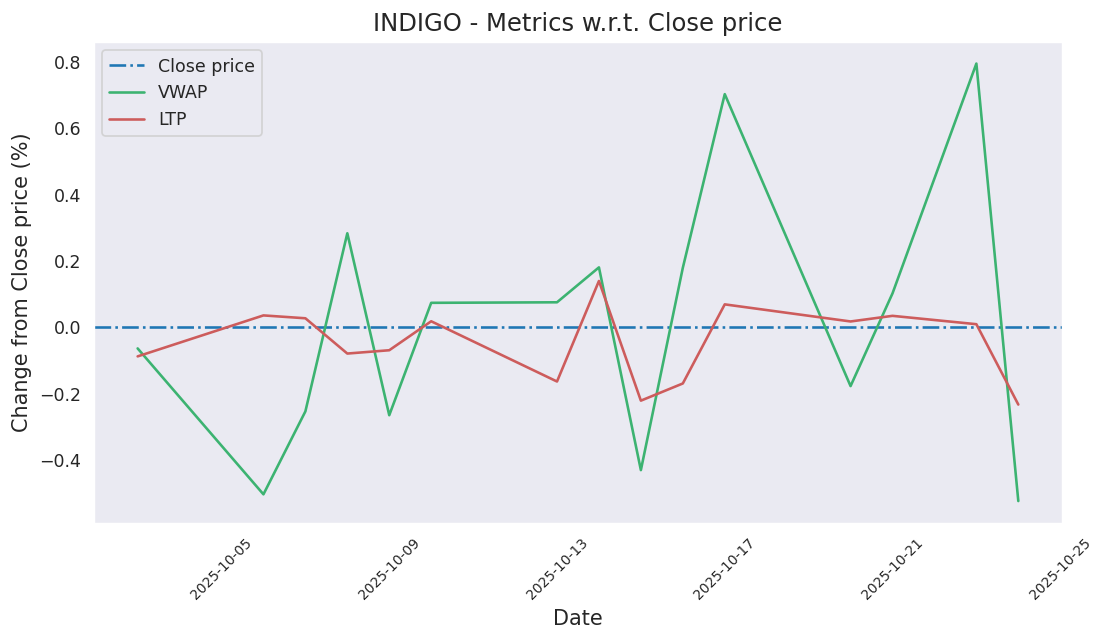 INDIGO - Metrics w.r.t. Close price
Close price
VWAP
LTP
Change from Close price (%)
0.8
0.6
0.4
0.2
0.0
−0.2
−0.4
2025-10-05
2025-10-09
2025-10-13
2025-10-17
2025-10-21
2025-10-25
Date